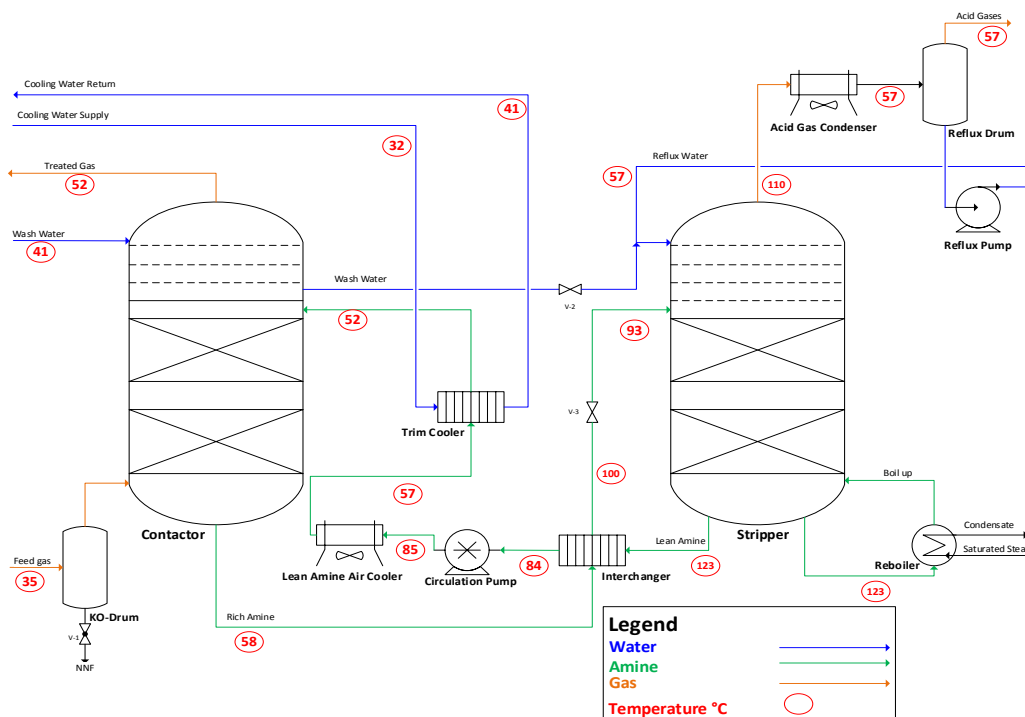 Acid Gases
57
Cooling Water Return
41
57
Acid Gas Condenser
Reflux Drum
Cooling Water Supply
32
Treated Gas
52
Reflux Water
57
110
Wash Water
41
Reflux Pump
Wash Water
V-2
52
93
Trim Cooler
V-3
100
Boil up
57
Condensate
Contactor
Stripper
Lean Amine
Saturated Stea
85
84
Feed gas
35
Lean Amine Air Cooler
Circulation Pump
Interchanger
123
Reboiler
123
KO-Drum
V-1
NNF
Rich Amine
58
Legend
Water
Amine
Gas
Temperature °C